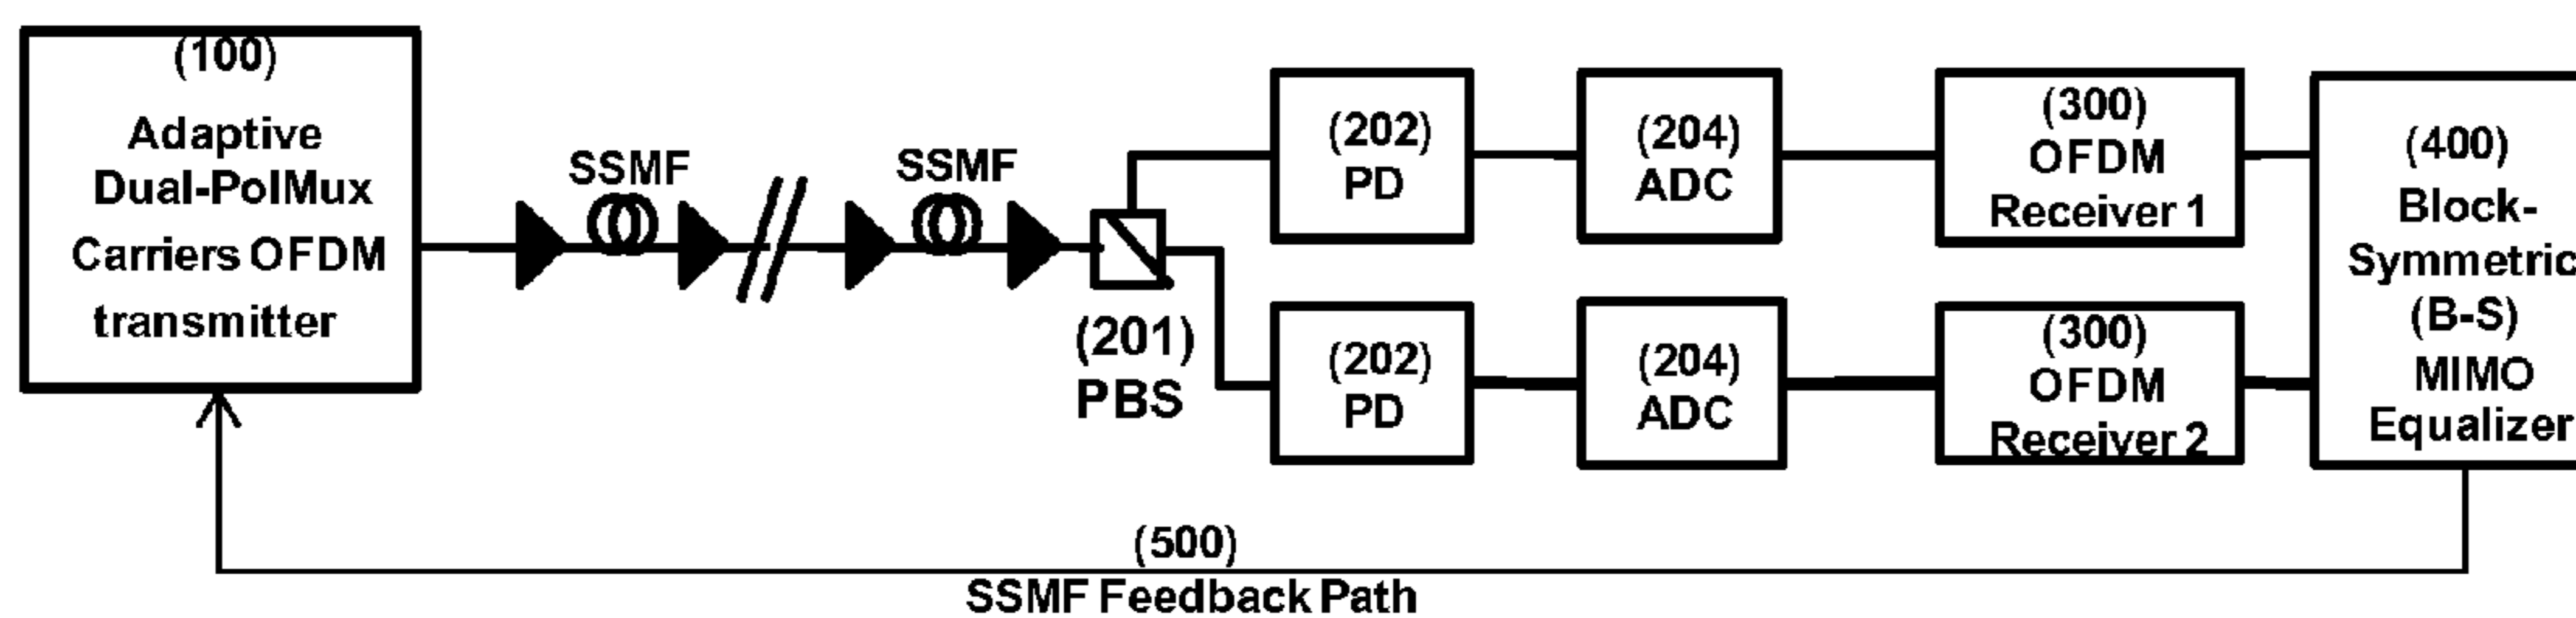 (100)
Adaptive
Dual-PolMux
Carriers OFDM
transmitter
SSMF
SSMF
(201)
PBS
(202)
PD
(204)
ADC
(300)
OFDM
Receiver 1
(202)
PD
(204)
ADC
(300)
OFDM
Receiver 2
(400)
Block-
Symmetric
(B-S)
MIMO
Equalizer
(500)
SSMF Feedback Path